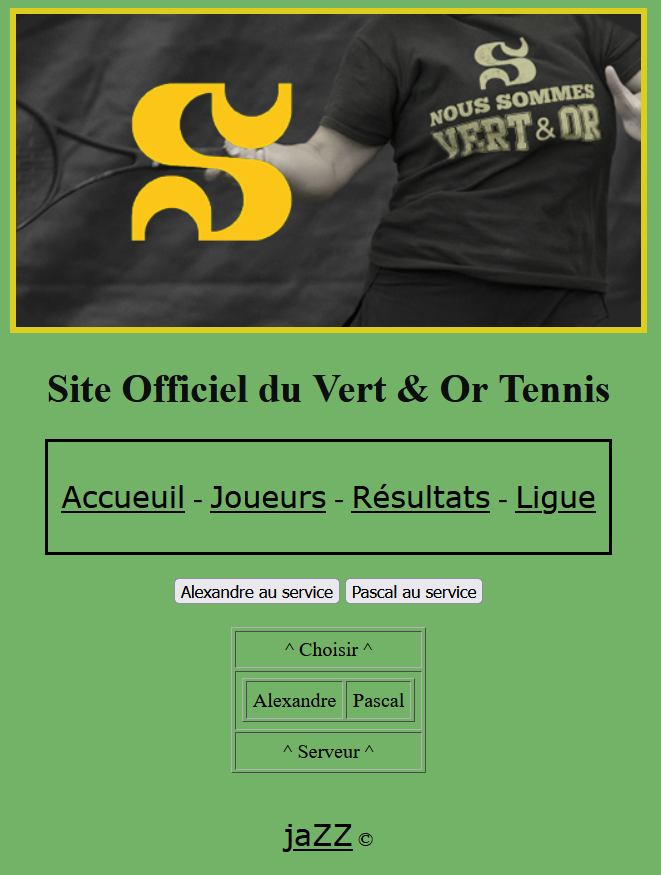 NOUS SOMMES
VERT & OR
Site Officiel du Vert & Or Tennis
Accueuil - Joueurs - Résultats - Ligue
Alexandre au service Pascal au service
^ Choisir ^
Alexandre Pascal
^ Serveur ^
jaZZ ©